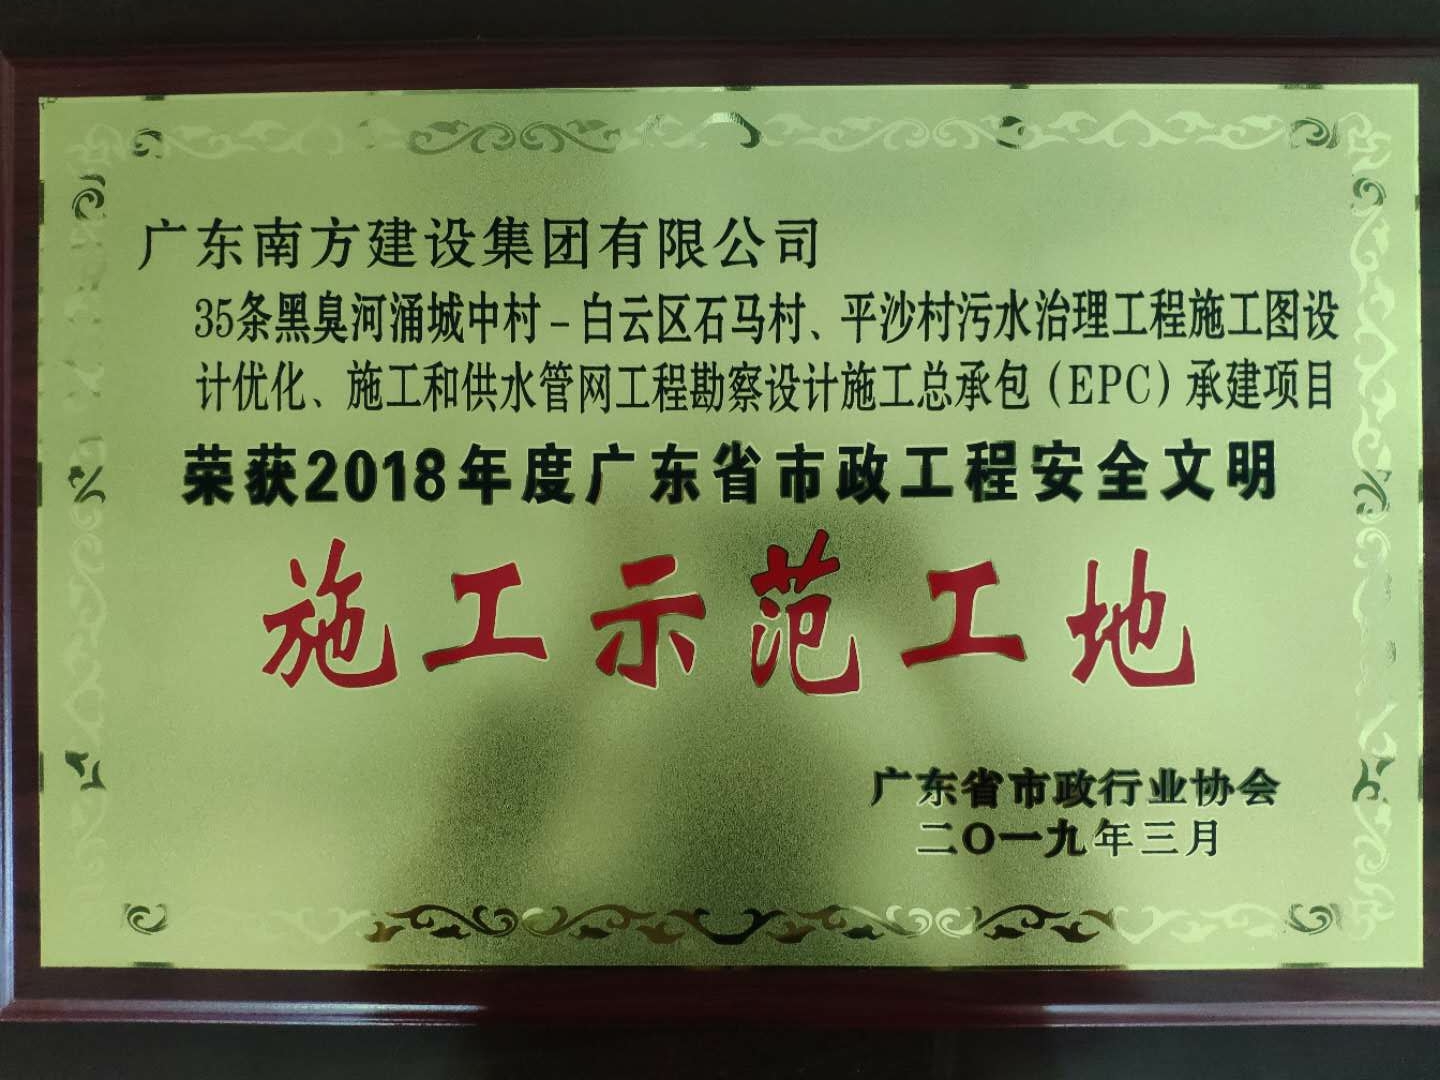 广东南方建设集团有限公司
35条黑臭河涌城中村–白云区石马村、平沙村污水治理工程施工图设
计优化、施工和供水管网工程勘察设计施工总承包（EPC）承建项目
荣获2018年度广东省市政工程安全文明
施工示范工地
广东省市政行业协会
二〇一九年三月